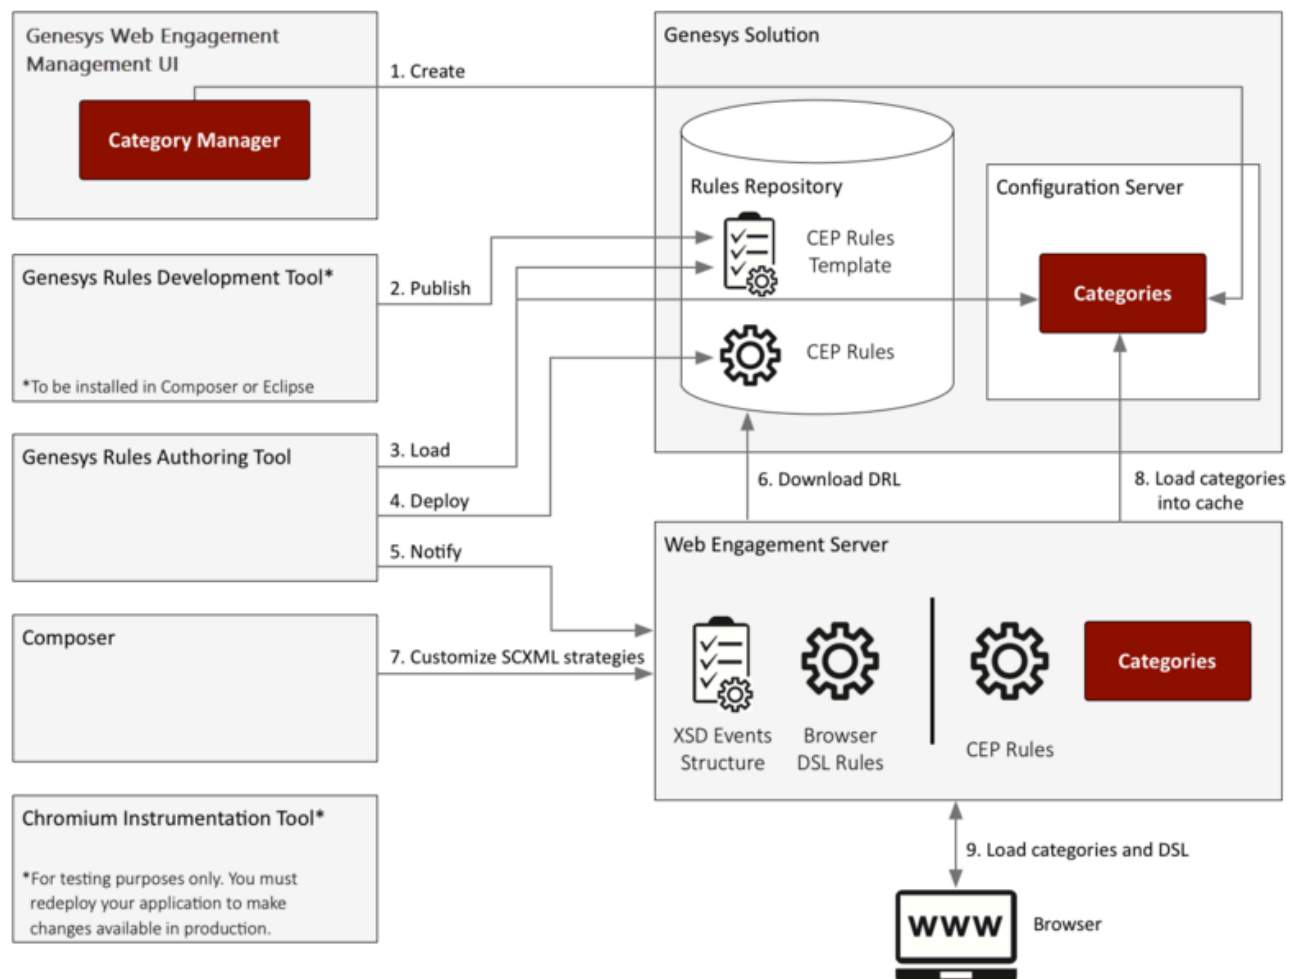 Genesys Web Engagement
Management UI
Category Manager
1. Create
Genesys Solution
Rules Repository
CEP Rules
Template
CEP Rules
Configuration Server
Categories
Genesys Rules Development Tool*
*To be installed in Composer or Eclipse
2. Publish
Genesys Rules Authoring Tool
3. Load
4. Deploy
5. Notify
6. Download DRL
8. Load categories
into cache
Composer
7. Customize SCXML strategies
Web Engagement Server
XSD Events
Structure
Browser
DSL Rules
CEP Rules
Categories
Chromium Instrumentation Tool*
*For testing purposes only. You must
redeploy your application to make
changes available in production.
9. Load categories and DSL
WWW
Browser